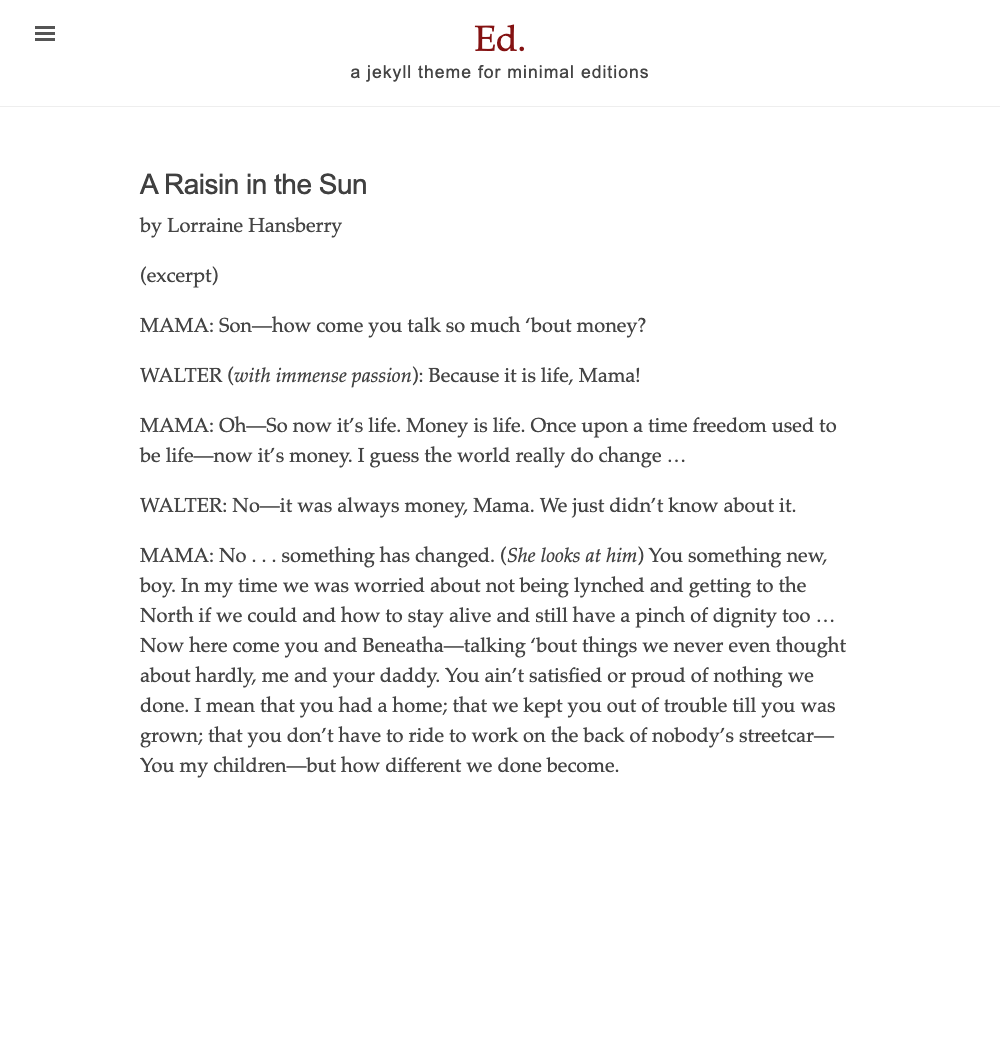 Ed.
a jekyll theme for minimal editions
A Raisin in the Sun
by Lorraine Hansberry
(excerpt)
MAMA: Son—how come you talk so much ‘bout money?
WALTER (with immense passion): Because it is life, Mama!
MAMA: Oh—So now it’s life. Money is life. Once upon a time freedom used to
be life—now it’s money. I guess the world really do change …
WALTER: No—it was always money, Mama. We just didn’t know about it.
MAMA: No . . . something has changed. (She looks at him) You something new,
boy. In my time we was worried about not being lynched and getting to the
North if we could and how to stay alive and still have a pinch of dignity too …
Now here come you and Beneatha—talking ‘bout things we never even thought
about hardly, me and your daddy. You ain’t satisfied or proud of nothing we
done. I mean that you had a home; that we kept you out of trouble till you was
grown; that you don’t have to ride to work on the back of nobody’s streetcar—
You my children—but how different we done become.